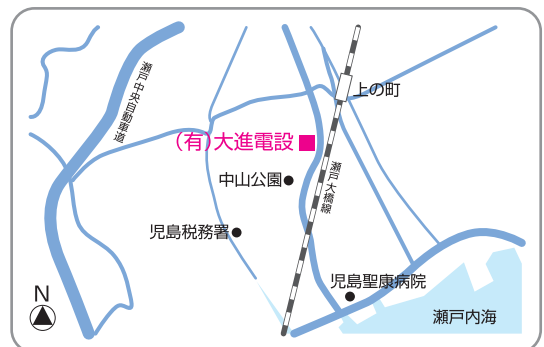 瀬戸中央自動車道
上の町
(有)大進電設
瀬戸大橋線
中山公園
児島税務署
児島聖康病院
N
瀬戸内海